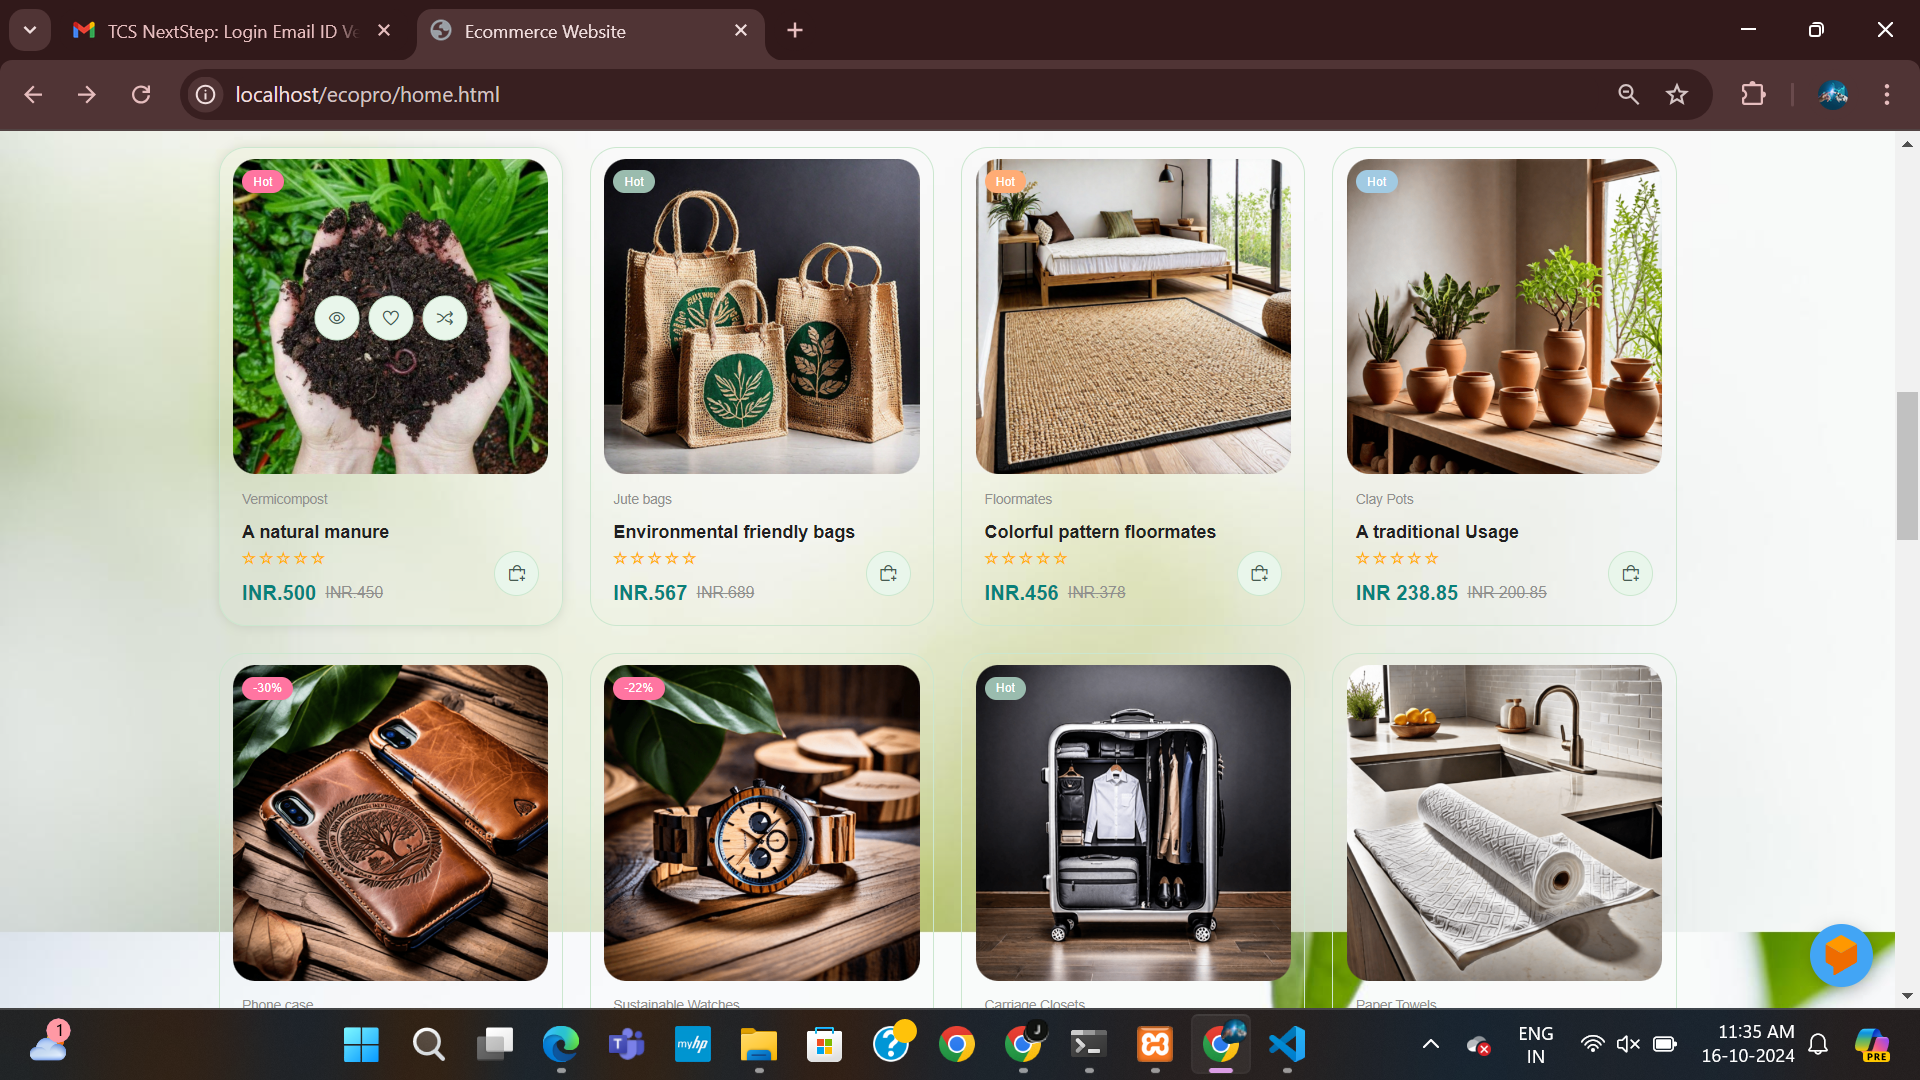 TCS NextStep: Login Email ID Ve
Ecommerce Website
localhost/ecopro/home.html
Hot
Hot
Hot
Hot
Vermicompost
A natural manure
INR.500 INR.450
Jute bags
Environmental friendly bags
INR.567 INR.689
Floormates
Colorful pattern floormates
INR.456 INR.378
Clay Pots
A traditional Usage
INR 238.85 INR 200.85
-30%
-22%
Hot
Phone case
Sustainable Watches
Carriage Closets
Paper Towels
1
myhp
J
ENG
IN
11:35 AM
16-10-2024
PRE